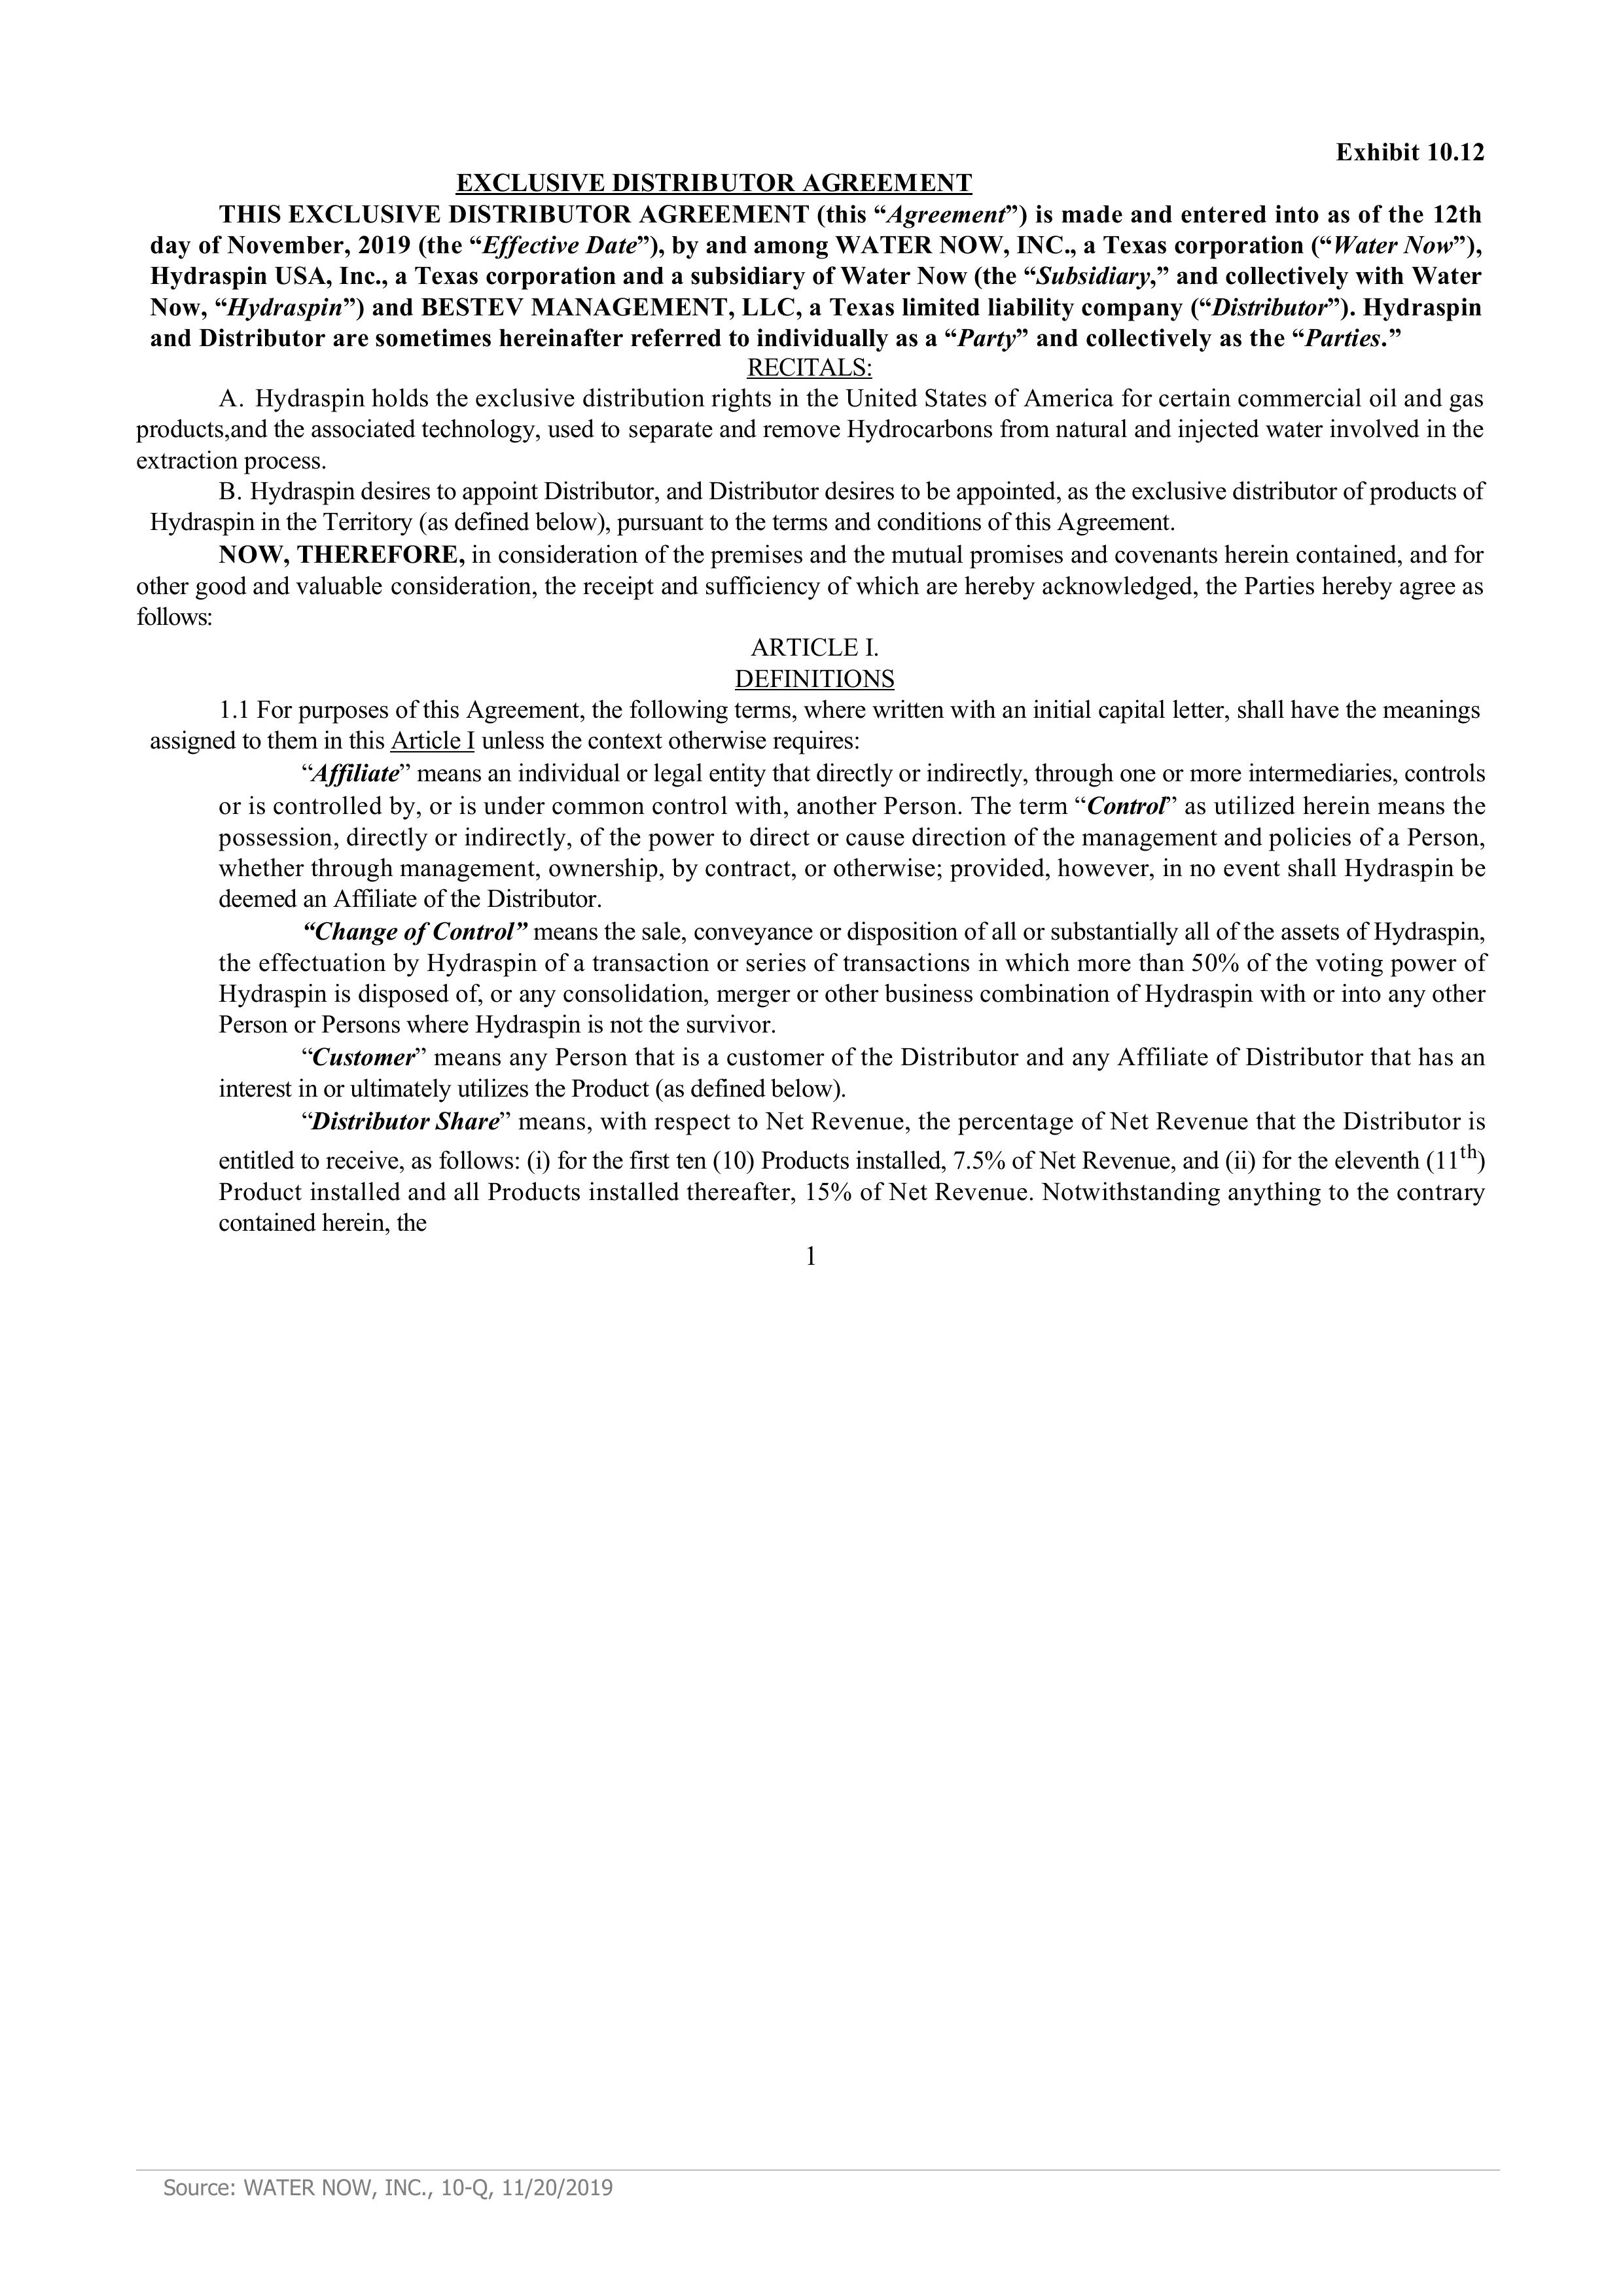 Exhibit 10.12
EXCLUSIVE DISTRIBUTOR AGREEMENT
THIS EXCLUSIVE DISTRIBUTOR AGREEMENT (this “Agreement”) is made and entered into as of the 12th
day of November, 2019 (the “Effective Date”), by and among WATER NOW, INC., a Texas corporation (“Water Now”),
Hydraspin USA, Inc., a Texas corporation and a subsidiary of Water Now (the “Subsidiary,” and collectively with Water
Now, “Hydraspin”) and BESTEV MANAGEMENT, LLC, a Texas limited liability company (“Distributor”). Hydraspin
and Distributor are sometimes hereinafter referred to individually as a “Party” and collectively as the “Parties.”
RECITALS:
A. Hydraspin holds the exclusive distribution rights in the United States of America for certain commercial oil and gas
products,and the associated technology, used to separate and remove Hydrocarbons from natural and injected water involved in the
extraction process.
B. Hydraspin desires to appoint Distributor, and Distributor desires to be appointed, as the exclusive distributor of products of
Hydraspin in the Territory (as defined below), pursuant to the terms and conditions of this Agreement.
NOW, THEREFORE, in consideration of the premises and the mutual promises and covenants herein contained, and for
other good and valuable consideration, the receipt and sufficiency of which are hereby acknowledged, the Parties hereby agree as
follows:
ARTICLE I.
DEFINITIONS
1.1 For purposes of this Agreement, the following terms, where written with an initial capital letter, shall have the meanings
assigned to them in this Article I unless the context otherwise requires:
“Affiliate” means an individual or legal entity that directly or indirectly, through one or more intermediaries, controls
or is controlled by, or is under common control with, another Person. The term “Control” as utilized herein means the
possession, directly or indirectly, of the power to direct or cause direction of the management and policies of a Person,
whether through management, ownership, by contract, or otherwise; provided, however, in no event shall Hydraspin be
deemed an Affiliate of the Distributor.
“Change of Control” means the sale, conveyance or disposition of all or substantially all of the assets of Hydraspin,
the effectuation by Hydraspin of a transaction or series of transactions in which more than 50% of the voting power of
Hydraspin is disposed of, or any consolidation, merger or other business combination of Hydraspin with or into any other
Person or Persons where Hydraspin is not the survivor.
“Customer” means any Person that is a customer of the Distributor and any Affiliate of Distributor that has an
interest in or ultimately utilizes the Product (as defined below).
“Distributor Share” means, with respect to Net Revenue, the percentage of Net Revenue that the Distributor is
entitled to receive, as follows: (i) for the first ten (10) Products installed, 7.5% of Net Revenue, and (ii) for the eleventh (11th)
Product installed and all Products installed thereafter, 15% of Net Revenue. Notwithstanding anything to the contrary
contained herein, the
1
Source: WATER NOW, INC., 10-Q, 11/20/2019